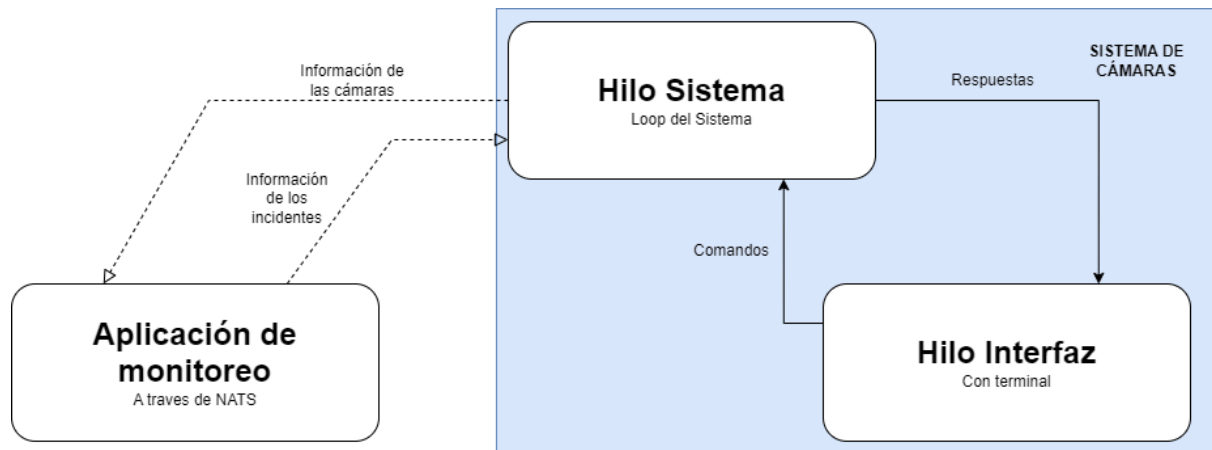 Información de
las cámaras
Hilo Sistema
Loop del Sistema
Respuestas
SISTEMA DE
CÁMARAS
Información
de los
incidentes
Comandos
Aplicación de
monitoreo
A traves de NATS
Hilo Interfaz
Con terminal